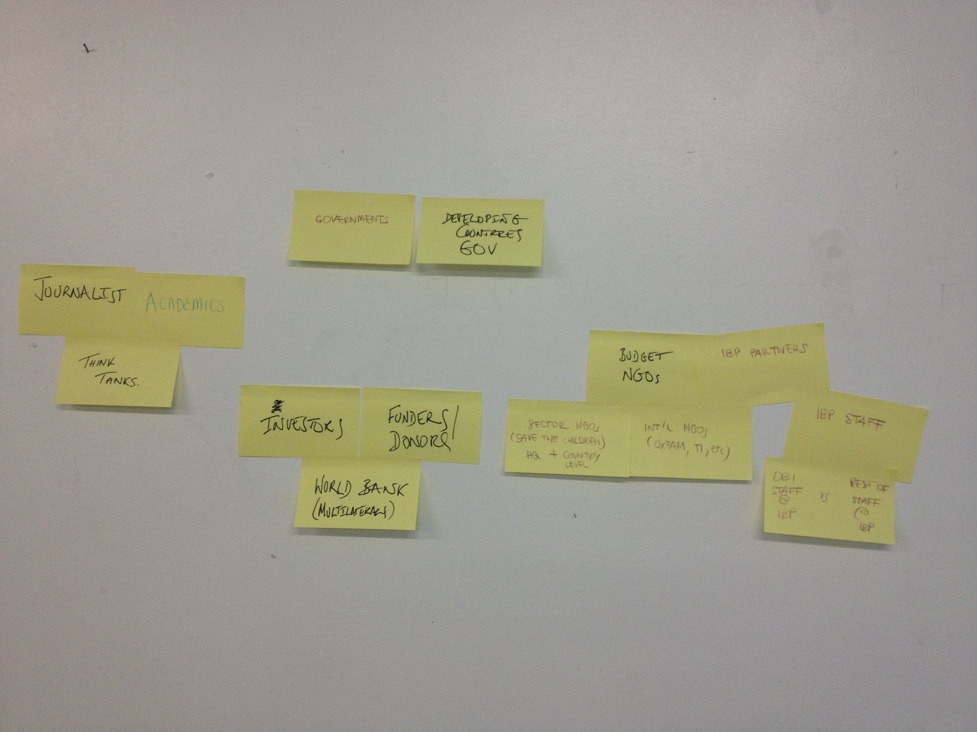 GOVERNMENTS
DEVELOPING
COUNTRIES
GOV
JOURNALIST
ACADEMICS
THINK
TANKS.
INVESTORS
FUNDERS/
DONORS
WORLD BANK
(MULTILATERAL)
BUDGET
NGOs
IBP PARTNERS
SECTOR NGOs
(SAVE THE CHILDREN)
HQ + COUNTRY
LEVEL
INT'L NGOs
(OXFAM, TI, etc)
IBP STAFF
OBI
STAFF
@
IBP
vs
REST OF
STAFF
@
IBP